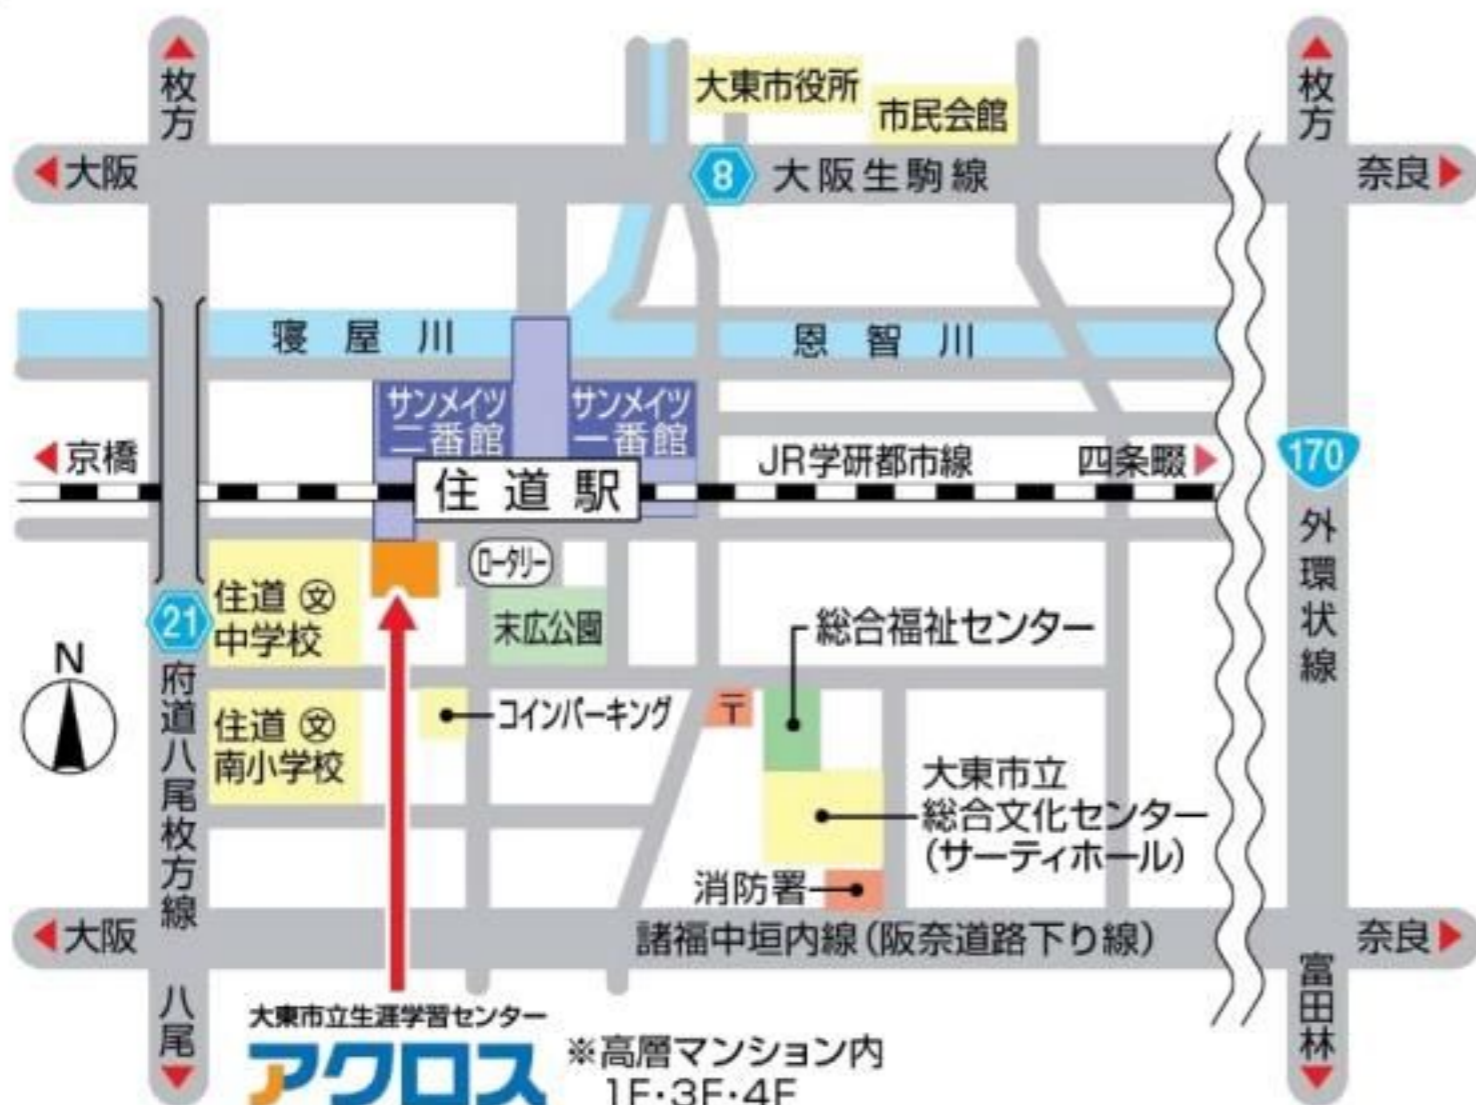 枚方
枚方
大東市役所
市民会館
大阪
8
大阪生駒線
奈良
寝屋川
恩智川
サンメイツ
二番館
サンメイツ
一番館
京橋
JR学研都市線
四条畷
170
住道駅
外環状線
ロータリー
住道 文
中学校
21
末広公園
総合福祉センター
N
府道八尾枚方線
住道 文
南小学校
コインパーキング
〒
大東市立
総合文化センター
(サーティホール)
消防署
大阪
諸福中垣内線(阪奈道路下り線)
奈良
八尾
富田林
大東市立生涯学習センター
アクロス
※高層マンション内
1F・3F・4F